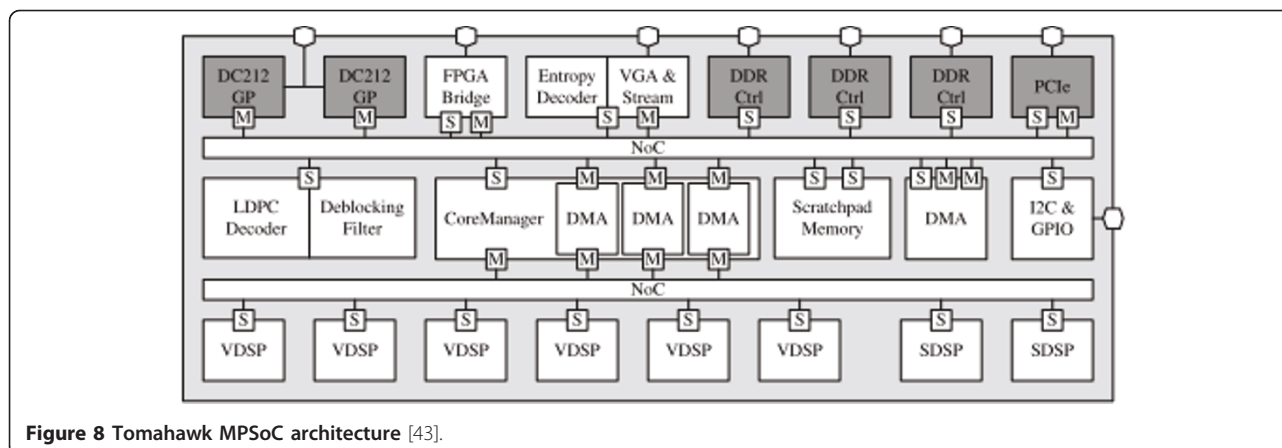 DC212
GP
DC212
GP
FPGA
Bridge
Entropy
Decoder
VGA &
Stream
DDR
Ctrl
DDR
Ctrl
DDR
Ctrl
PCIe
M
M
S M
S M
S
S
S
S M
NoC
S
S
M
M
M
S S
S M M
S
LDPC
Decoder
Deblocking
Filter
CoreManager
DMA
DMA
DMA
Scratchpad
Memory
DMA
I2C &
GPIO
M
M
M
M
NoC
S
S
S
S
S
S
S
S
VDSP
VDSP
VDSP
VDSP
VDSP
VDSP
SDSP
SDSP
Figure 8 Tomahawk MPSoC architecture [43].